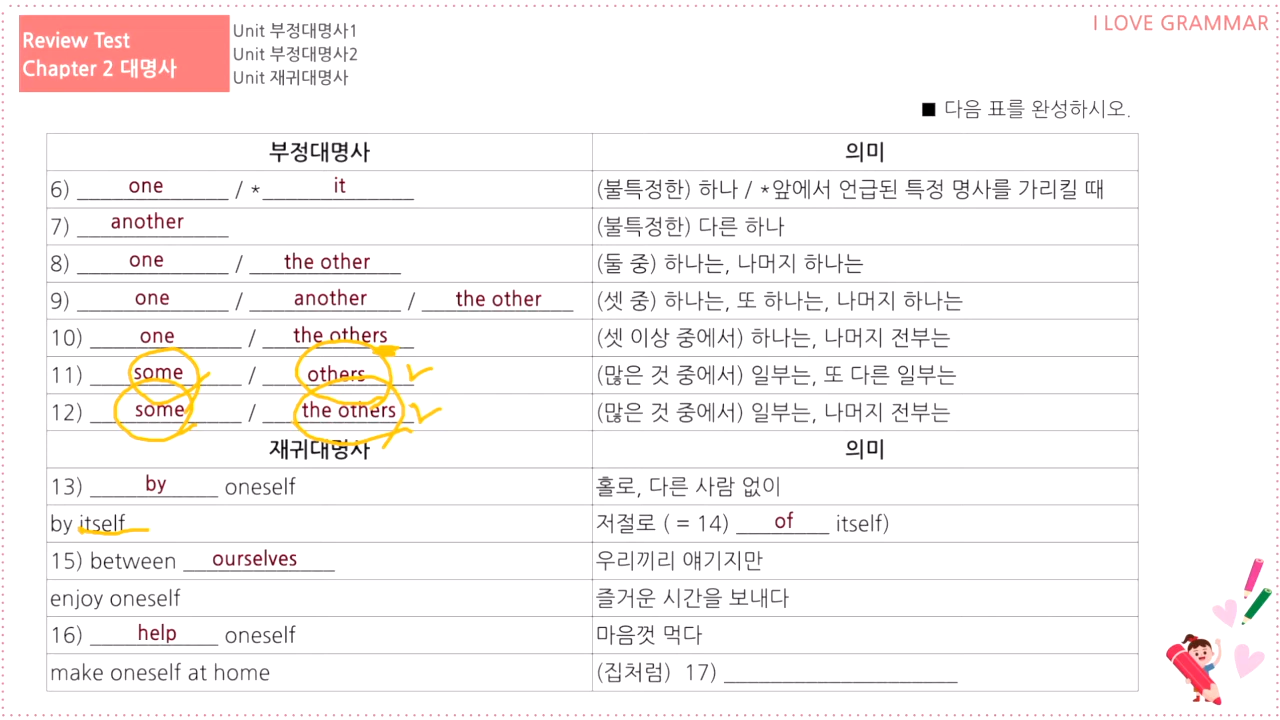 Review Test
Chapter 2 대명사
Unit 부정대명사1
Unit 부정대명사2
Unit 재귀대명사
I LOVE GRAMMAR
■ 다음 표를 완성하시오.
부정대명사 의미
6) one / * it (불특정한) 하나 / *앞에서 언급된 특정 명사를 가리킬 때
7) another (불특정한) 다른 하나
8) one / the other (둘 중) 하나는, 나머지 하나는
9) one / another / the other (셋 중) 하나는, 또 하나는, 나머지 하나는
10) one / the others (셋 이상 중에서) 하나는, 나머지 전부는
11) some / others (많은 것 중에서) 일부는, 또 다른 일부는
12) some / the others (많은 것 중에서) 일부는, 나머지 전부는
재귀대명사 의미
13) by oneself 홀로, 다른 사람 없이
by itself 저절로 ( = 14) of itself)
15) between ourselves 우리끼리 얘기지만
enjoy oneself 즐거운 시간을 보내다
16) help oneself 마음껏 먹다
make oneself at home (집처럼) 17) ____________________